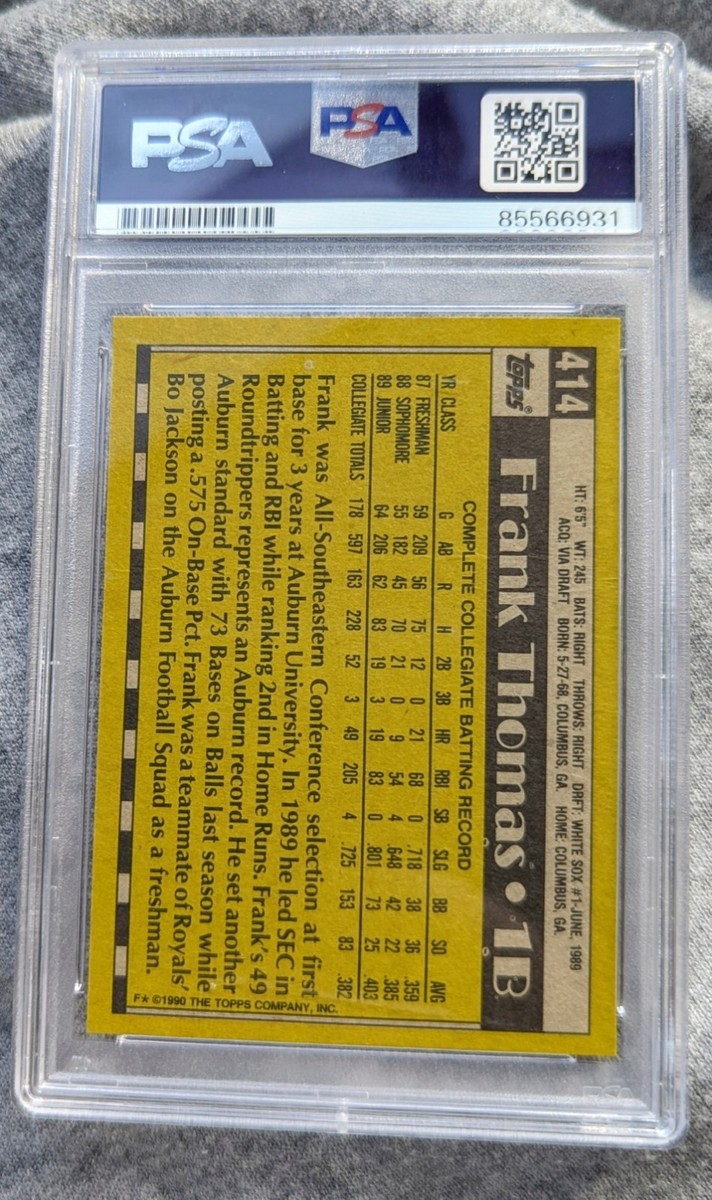 PSA
PSA
85566931
414
HT: 6'5" WT: 245 BATS: RIGHT THROWS: RIGHT DRFT: WHITE SOX #1-JUNE, 1989
ACQ: VIA DRAFT BORN: 5-27-68, COLUMBUS, GA. HOME: COLUMBUS, GA.
TOPPS
Frank Thomas • 1B
COMPLETE COLLEGIATE BATTING RECORD
YR CLASS G AB R H 2B 3B HR RBI SB SLG BB SO AVG
87 FRESHMAN 59 209 56 75 12 0 21 68 0 .718 38 36 .359
88 SOPHOMORE 55 182 45 70 21 0 9 54 4 .648 42 22 .385
89 JUNIOR 64 206 62 83 19 3 19 83 0 .801 73 25 .403
COLLEGIATE TOTALS 178 597 163 228 52 3 49 205 4 .725 153 83 .382
Frank was All-Southeastern Conference selection at first
base for 3 years at Auburn University. In 1989 he led SEC in
Batting and RBI while ranking 2nd in Home Runs. Frank's 49
Roundtrippers represents an Auburn record. He set another
Auburn standard with 73 Bases on Balls last season while
posting a .575 On-Base Pct. Frank was a teammate of Royals'
Bo Jackson on the Auburn Football Squad as a freshman.
F* ©1990 THE TOPPS COMPANY, INC.